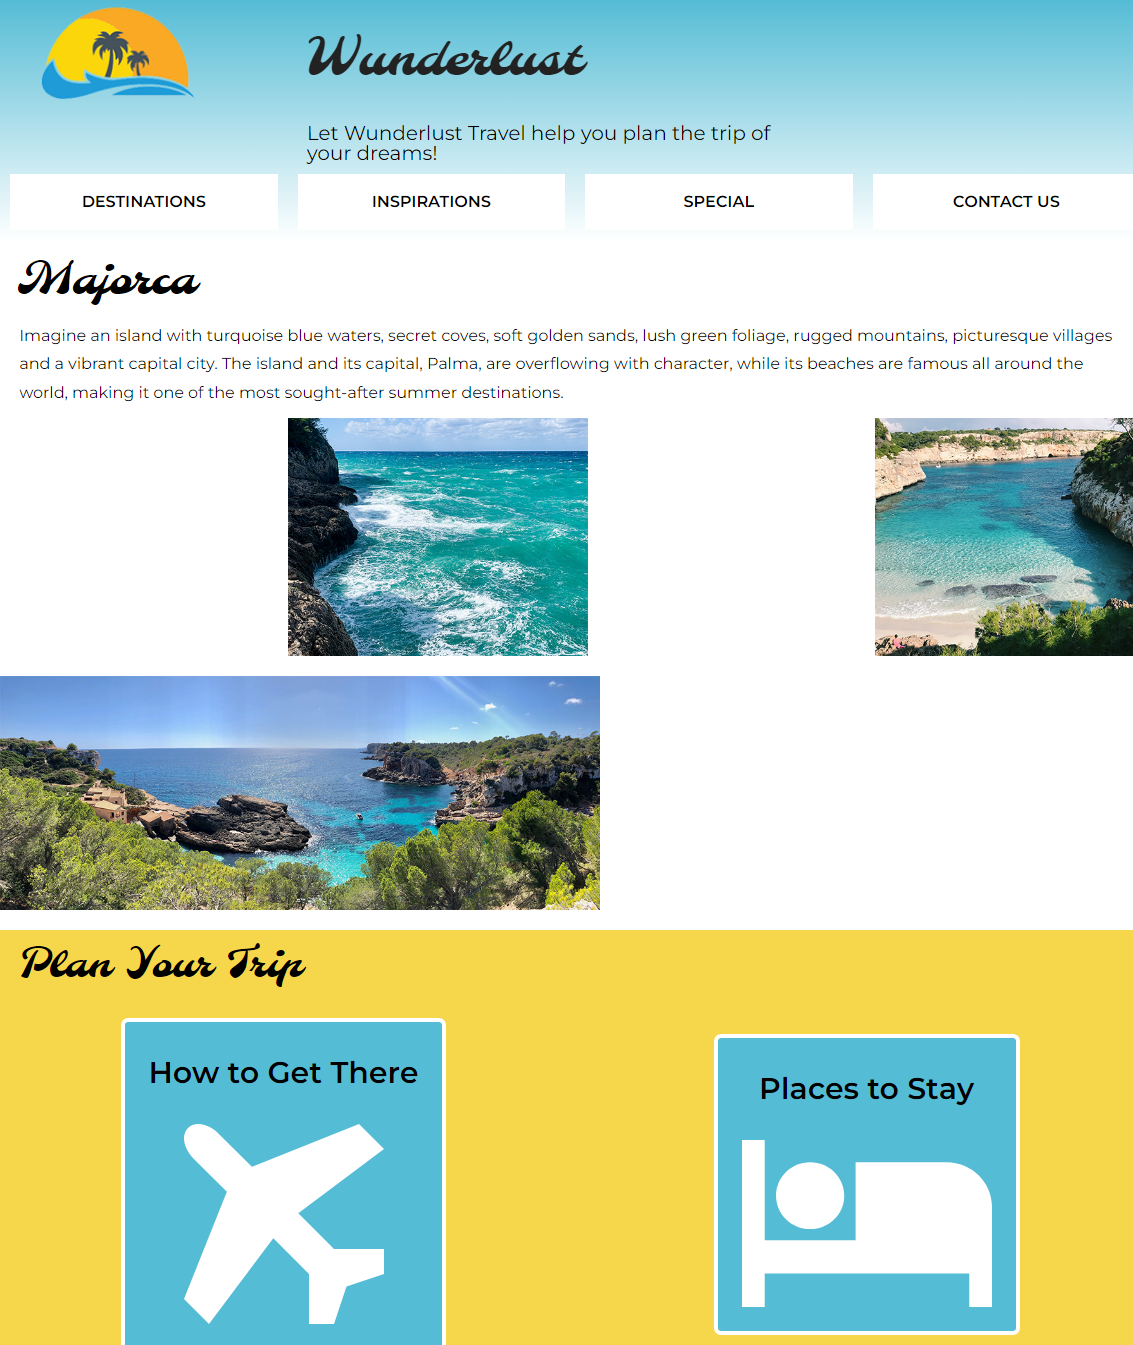 Wunderlust
Let Wunderlust Travel help you plan the trip of
your dreams!
DESTINATIONS
INSPIRATIONS
SPECIAL
CONTACT US
Majorca
Imagine an island with turquoise blue waters, secret coves, soft golden sands, lush green foliage, rugged mountains, picturesque villages
and a vibrant capital city. The island and its capital, Palma, are overflowing with character, while its beaches are famous all around the
world, making it one of the most sought-after summer destinations.
Plan Your Trip
How to Get There
Places to Stay